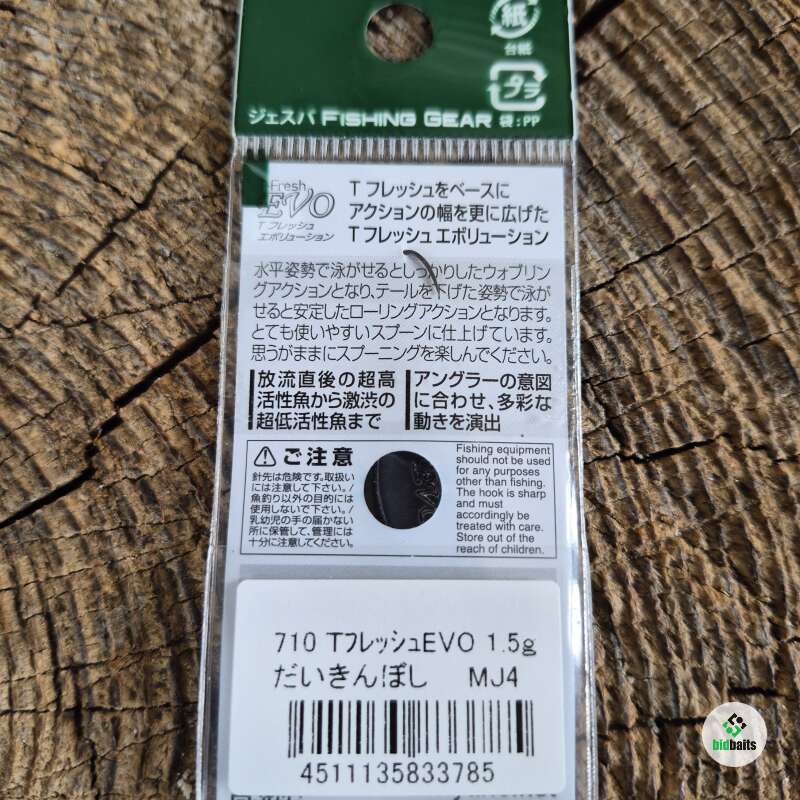 紙
台紙
プラ
ジェスパ FISHING GEAR 袋:PP
Fresh
EVO
T フレッシュ
エボリューション
T フレッシュをベースに
アクションの幅を更に広げた
T フレッシュ エボリューション
水平姿勢で泳がせるとしっかりしたウォブリン
グアクションとなり、テールを下げた姿勢で泳が
せると安定したローリングアクションとなります。
とても使いやすいスプーンに仕上げています。
思うがままにスプーニングを楽しんでください。
放流直後の超高
活性魚から激渋の
超低活性魚まで
アングラーの意図
に合わせ、多彩な
動きを演出
ご注意
針先は危険です。取扱い
には注意して下さい。/
魚釣り以外の目的には
使用しないで下さい。/
乳幼児の手の届かない
所に保管して、管理には
十分に注意してください。
Fishing equipment
should not be used
for any purposes
other than fishing.
The hook is sharp
and must
accordingly be
treated with care.
Store out of the
reach of children.
710 TフレッシュEVO 1.5g
だいきんぼし MJ4
4511135833785
bidbaits